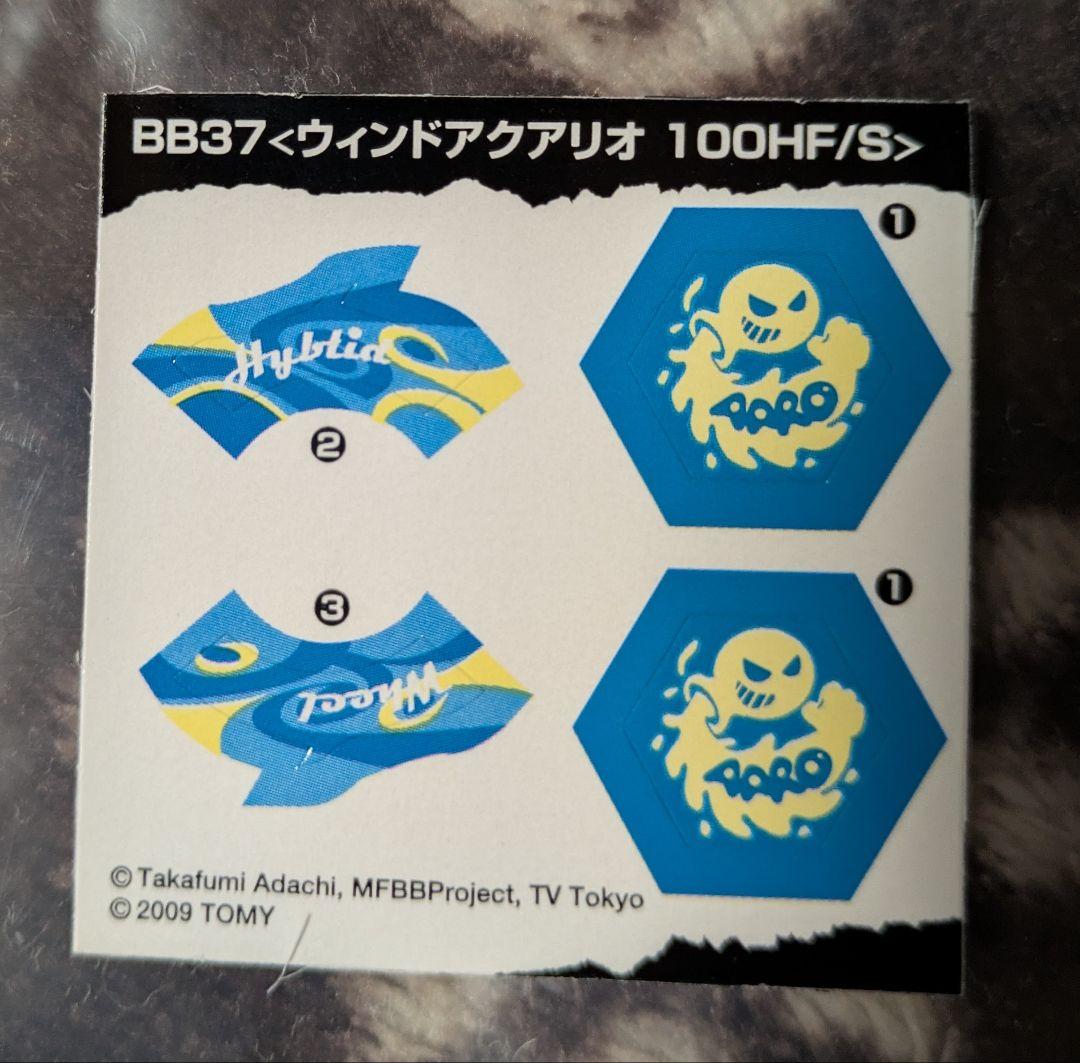 BB37<ウィンドアクアリオ 100HF/S>
1
Hybrid
2
3
Wheel
1
© Takafumi Adachi, MFBBProject, TV Tokyo
© 2009 TOMY